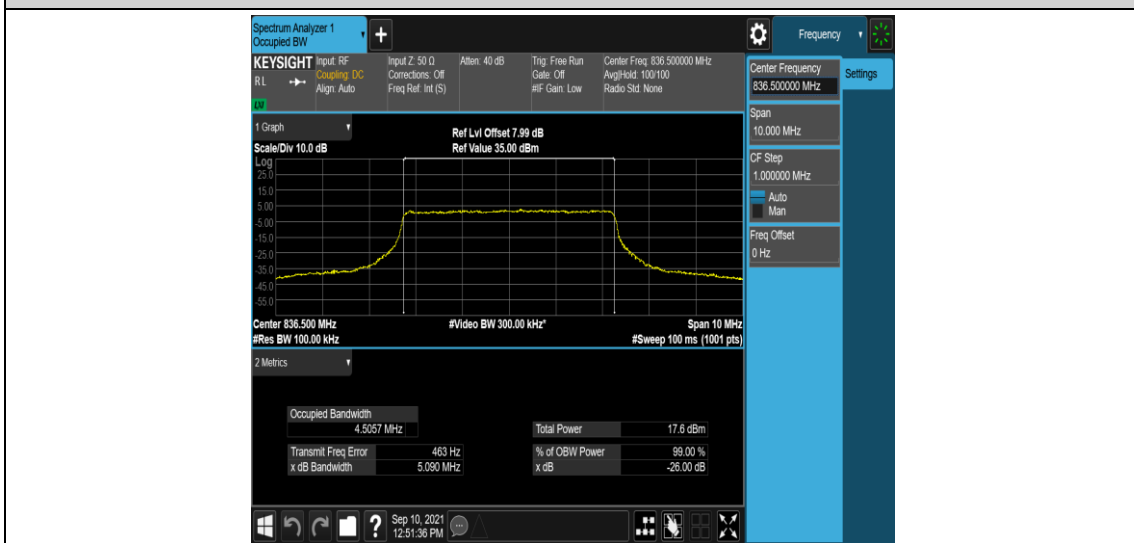 Spectrum Analyzer 1
Occupied BW
Frequency
KEYSIGHT
RL
LXI
Input: RF
Coupling: DC
Align: Auto
Input Z: 50 Ω
Corrections: Off
Freq Ref: Int (S)
Atten: 40 dB
Trig: Free Run
Gate: Off
#IF Gain: Low
Center Freq: 836.500000 MHz
Avg|Hold: 100/100
Radio Std: None
Center Frequency
836.500000 MHz
Settings
Span
10.000 MHz
CF Step
1.000000 MHz
Auto
Man
Freq Offset
0 Hz
1 Graph
Scale/Div 10.0 dB
Ref Lvl Offset 7.99 dB
Ref Value 35.00 dBm
Log
25.0
15.0
5.00
-5.00
-15.0
-25.0
-35.0
-45.0
-55.0
Center 836.500 MHz
#Video BW 300.00 kHz*
Span 10 MHz
#Res BW 100.00 kHz
#Sweep 100 ms (1001 pts)
2 Metrics
Occupied Bandwidth
4.5057 MHz
Total Power 17.6 dBm
Transmit Freq Error 463 Hz
% of OBW Power 99.00 %
x dB Bandwidth 5.090 MHz
x dB -26.00 dB
?
Sep 10, 2021
12:51:36 PM